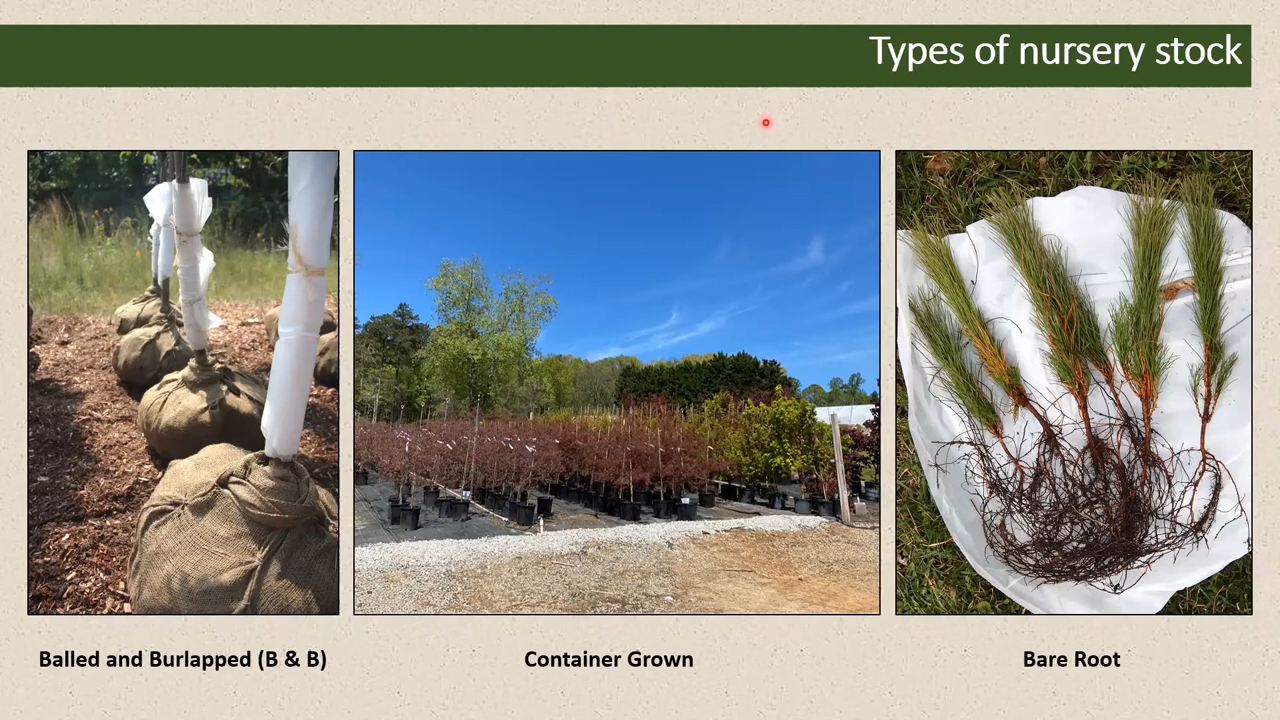 Types of nursery stock
Balled and Burlapped (B & B)
Container Grown
Bare Root